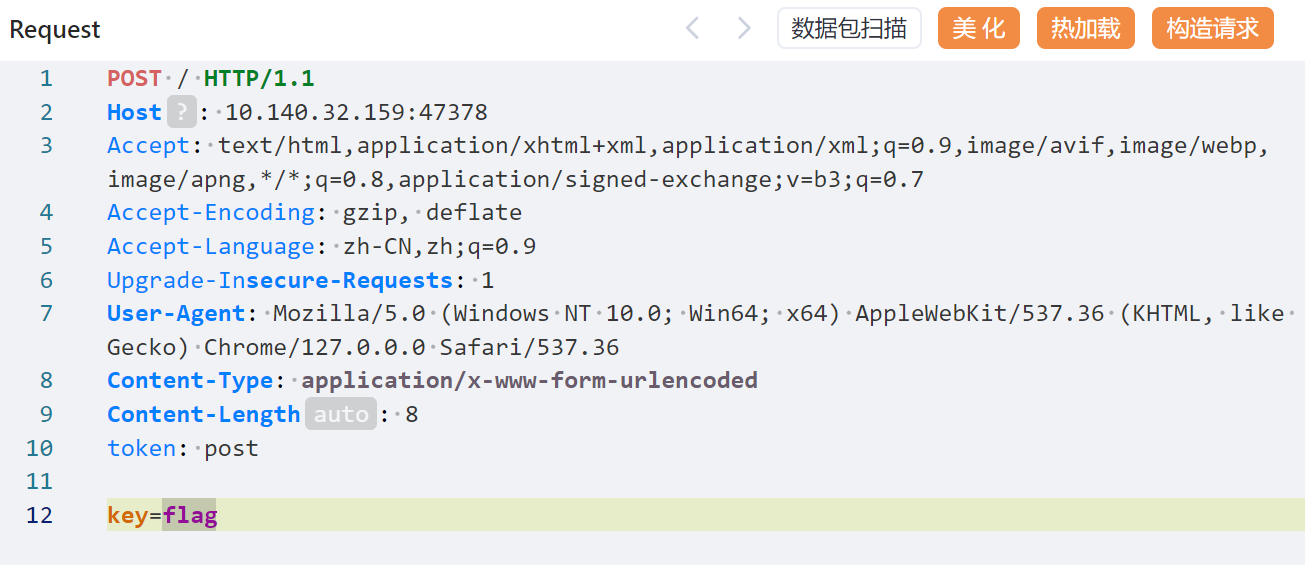 Request
数据包扫描
美 化
热加载
构造请求
1 POST / HTTP/1.1
2 Host ? : 10.140.32.159:47378
3 Accept: text/html,application/xhtml+xml,application/xml;q=0.9,image/avif,image/webp,
image/apng,*/*;q=0.8,application/signed-exchange;v=b3;q=0.7
4 Accept-Encoding: gzip, deflate
5 Accept-Language: zh-CN,zh;q=0.9
6 Upgrade-Insecure-Requests: 1
7 User-Agent: Mozilla/5.0 (Windows NT 10.0; Win64; x64) AppleWebKit/537.36 (KHTML, like
Gecko) Chrome/127.0.0.0 Safari/537.36
8 Content-Type: application/x-www-form-urlencoded
9 Content-Length auto : 8
10 token: post
11
12 key=flag